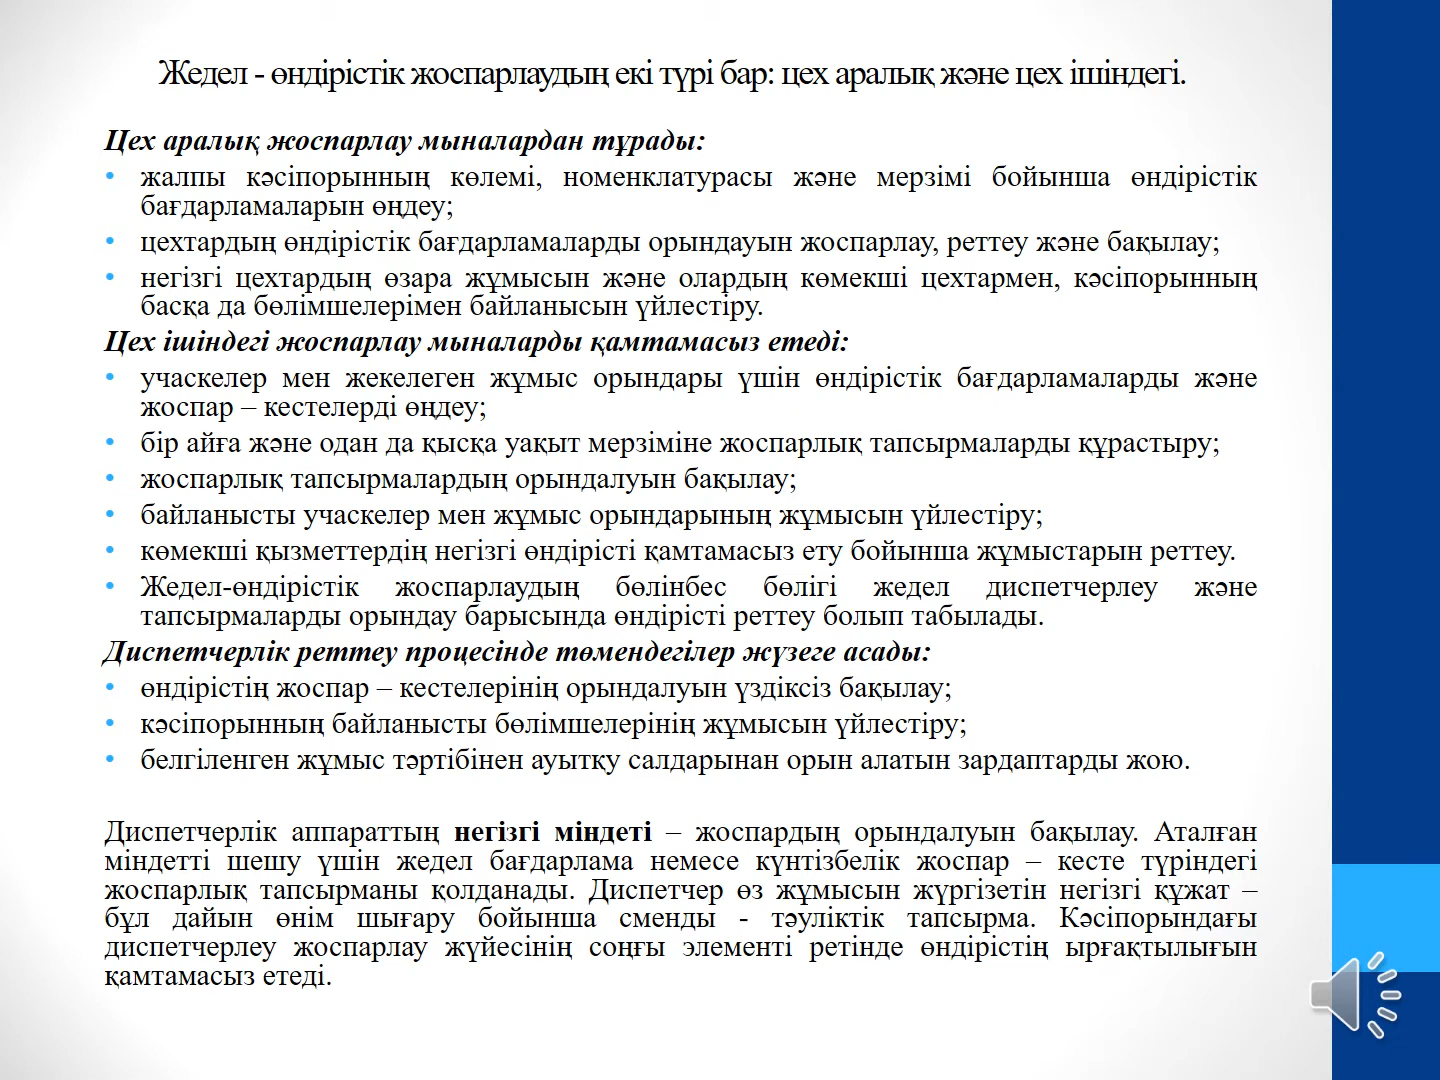 Жедел - өндірістік жоспарлаудың екі түрі бар: цех аралық және цех ішіндегі.
Цех аралық жоспарлау мыналардан тұрады:
• жалпы кәсіпорынның көлемі, номенклатурасы және мерзімі бойынша өндірістік
бағдарламаларын өңдеу;
• цехтардың өндірістік бағдарламаларды орындауын жоспарлау, реттеу және бақылау;
• негізгі цехтардың өзара жұмысын және олардың көмекші цехтармен, кәсіпорынның
басқа да бөлімшелерімен байланысын үйлестіру.
Цех ішіндегі жоспарлау мыналарды қамтамасыз етеді:
• учаскелер мен жекелеген жұмыс орындары үшін өндірістік бағдарламаларды және
жоспар – кестелерді өңдеу;
• бір айға және одан да қысқа уақыт мерзіміне жоспарлық тапсырмаларды құрастыру;
• жоспарлық тапсырмалардың орындалуын бақылау;
• байланысты учаскелер мен жұмыс орындарының жұмысын үйлестіру;
• көмекші қызметтердің негізгі өндірісті қамтамасыз ету бойынша жұмыстарын реттеу.
• Жедел-өндірістік жоспарлаудың бөлінбес бөлігі жедел диспетчерлеу және
тапсырмаларды орындау барысында өндірісті реттеу болып табылады.
Диспетчерлік реттеу процесінде төмендегілер жүзеге асады:
• өндірістің жоспар – кестелерінің орындалуын үздіксіз бақылау;
• кәсіпорынның байланысты бөлімшелерінің жұмысын үйлестіру;
• белгіленген жұмыс тәртібінен ауытқу салдарынан орын алатын зардаптарды жою.
Диспетчерлік аппараттың негізгі міндеті – жоспардың орындалуын бақылау. Аталған
міндетті шешу үшін жедел бағдарлама немесе күнтізбелік жоспар – кесте түріндегі
жоспарлық тапсырманы қолданады. Диспетчер өз жұмысын жүргізетін негізгі құжат –
бұл дайын өнім шығару бойынша сменды - тәуліктік тапсырма. Кәсіпорындағы
диспетчерлеу жоспарлау жүйесінің соңғы элементі ретінде өндірістің ырғақтылығын
қамтамасыз етеді.